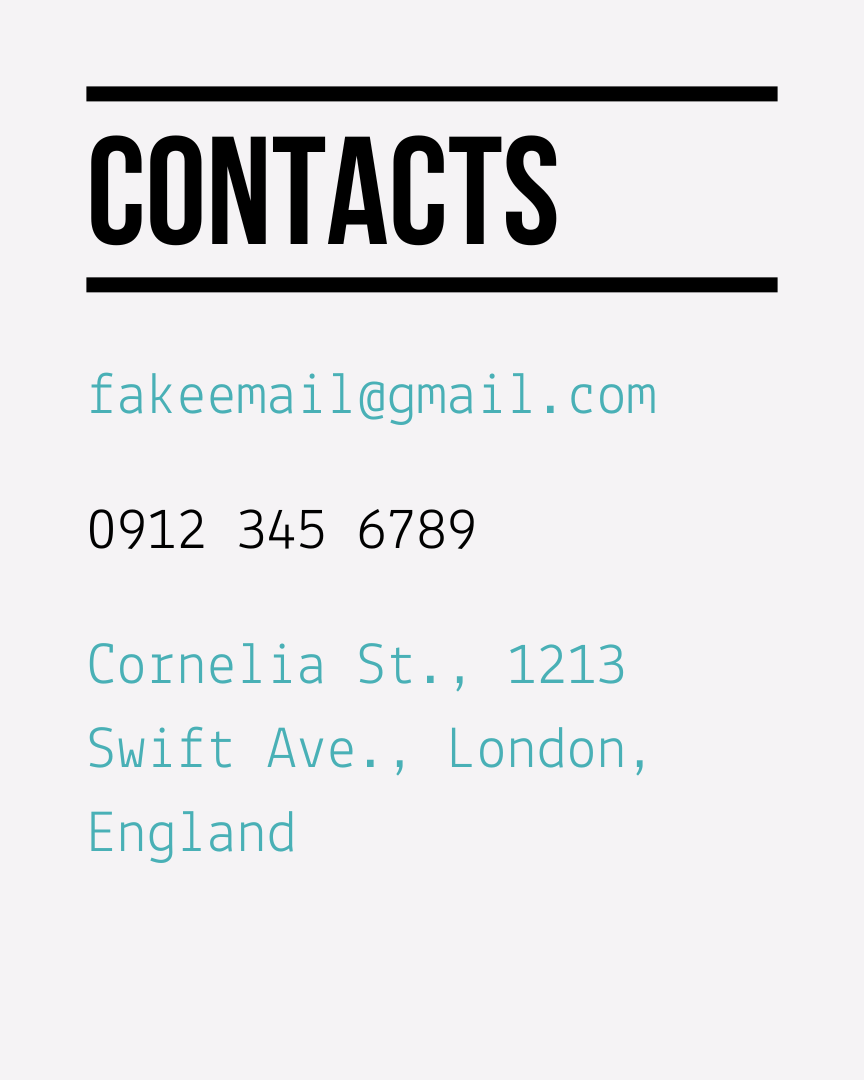 CONTACTS
fakeemail@gmail.com
0912 345 6789
Cornelia St., 1213
Swift Ave., London,
England